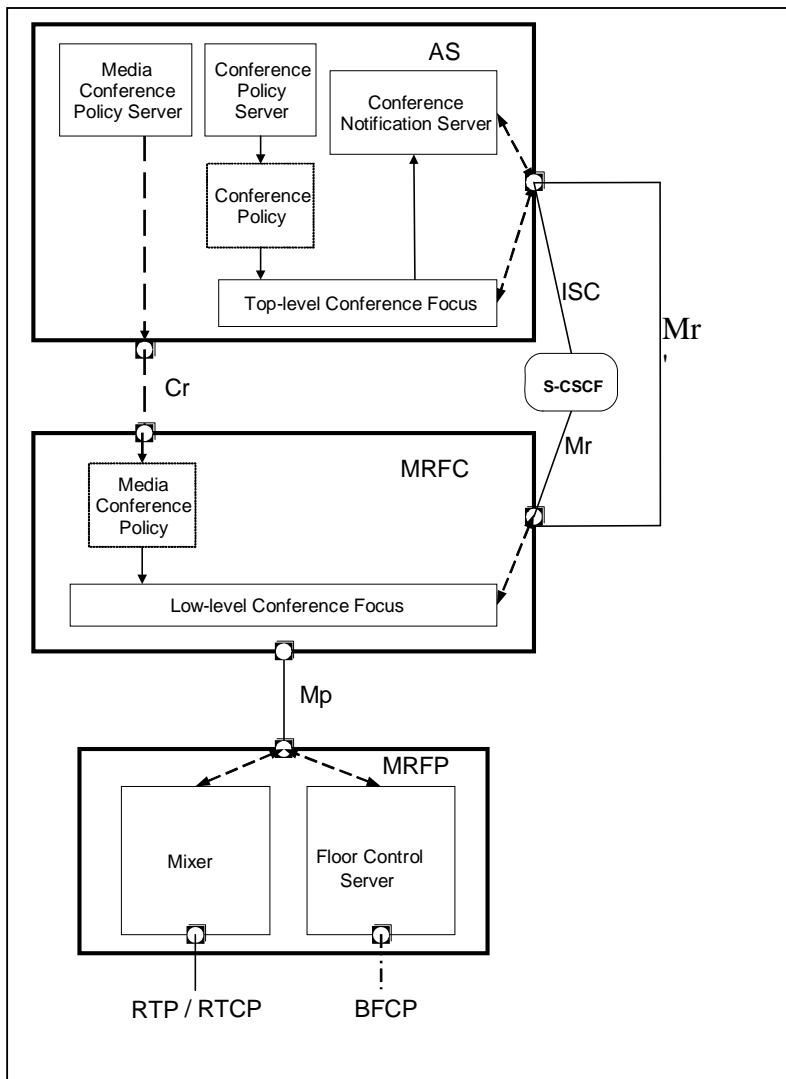 AS
Media
Conference
Policy Server
Conference
Policy
Server
Conference
Notification Server
Conference
Policy
Top-level Conference Focus
ISC
Mr
'
S-CSCF
Cr
Mr
MRFC
Media
Conference
Policy
Low-level Conference Focus
Mp
MRFP
Mixer
Floor Control
Server
RTP / RTCP
BFCP